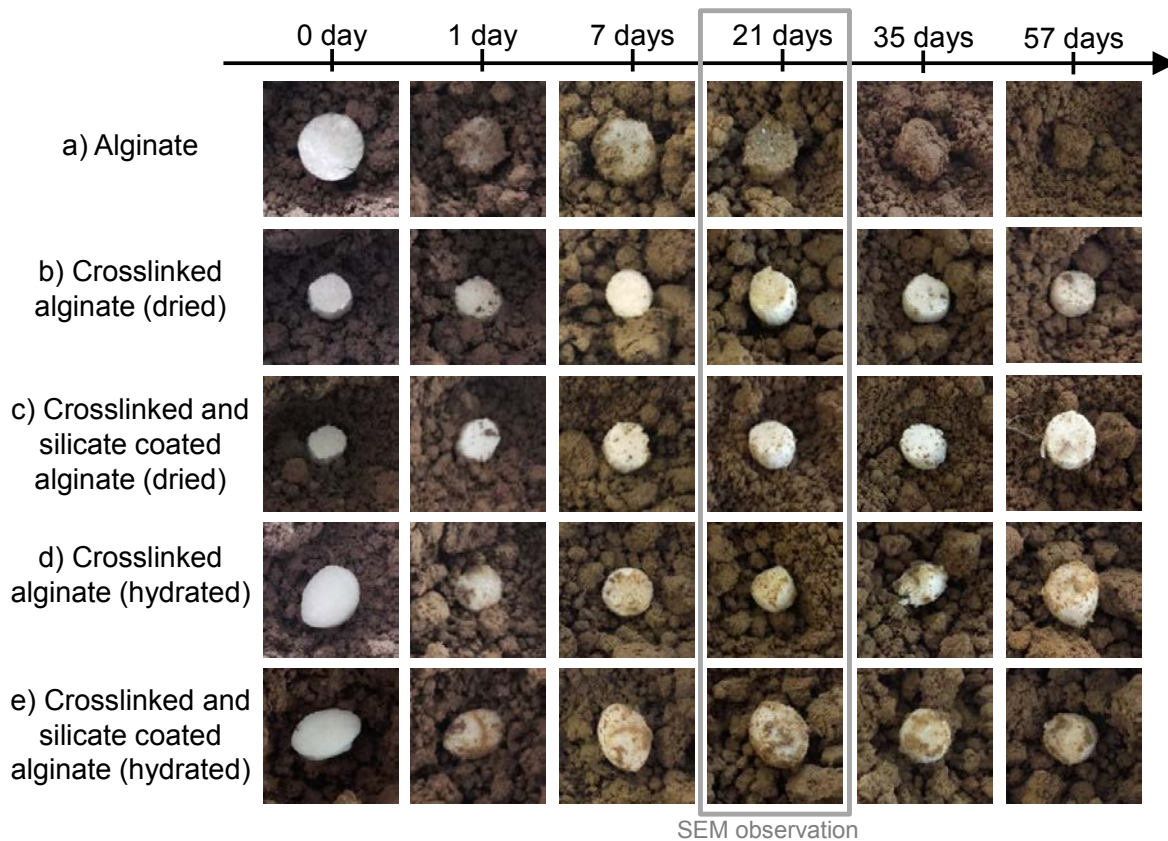 0 day 1 day 7 days 21 days 35 days 57 days
a) Alginate
b) Crosslinked
alginate (dried)
c) Crosslinked and
silicate coated
alginate (dried)
d) Crosslinked
alginate (hydrated)
e) Crosslinked and
silicate coated
alginate (hydrated)
SEM observation